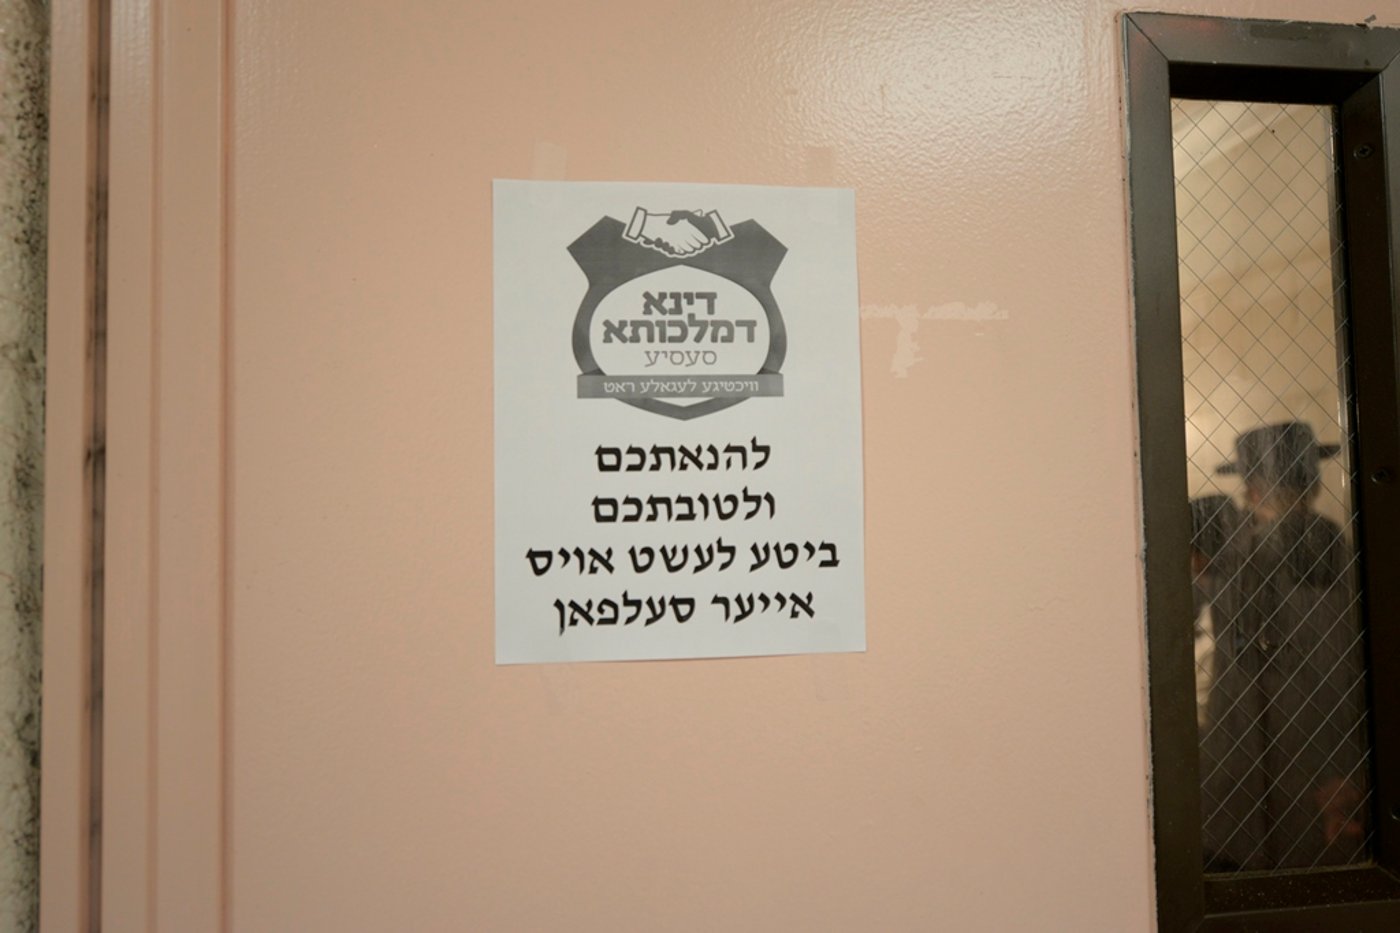 דינא
דמלכותא
סעסיע
וויכטיגע לעגאלע ראט
להנאתכם
ולטובתכם
ביטע לעשט אויס
אייער סעלפאן